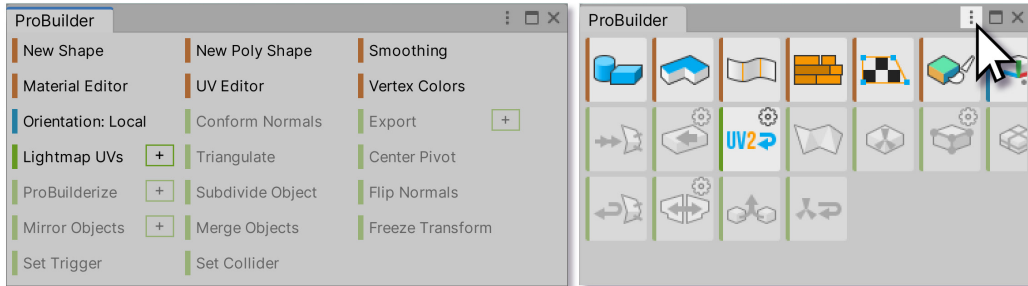 ProBuilder
New Shape New Poly Shape Smoothing
Material Editor UV Editor Vertex Colors
Orientation: Local Conform Normals Export +
Lightmap UVs + Triangulate Center Pivot
ProBuilderize + Subdivide Object Flip Normals
Mirror Objects + Merge Objects Freeze Transform
Set Trigger Set Collider
ProBuilder
UV2